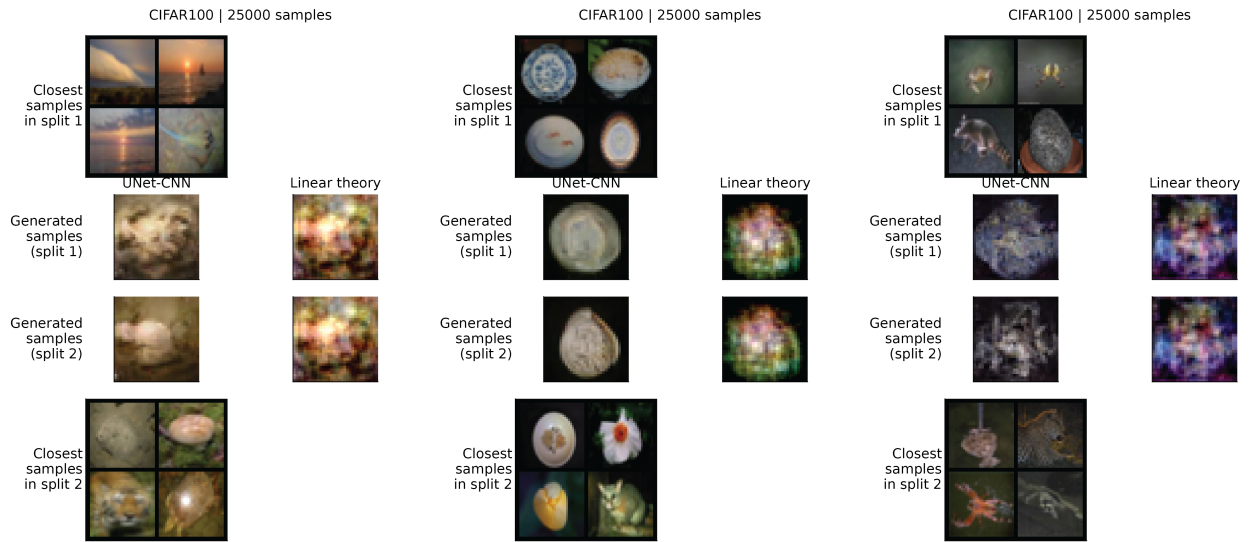 CIFAR100 | 25000 samples
Closest
samples
in split 1
UNet-CNN
Linear theory
Generated
samples
(split 1)
Generated
samples
(split 2)
Closest
samples
in split 2
CIFAR100 | 25000 samples
Closest
samples
in split 1
UNet-CNN
Linear theory
Generated
samples
(split 1)
Generated
samples
(split 2)
Closest
samples
in split 2
CIFAR100 | 25000 samples
Closest
samples
in split 1
UNet-CNN
Linear theory
Generated
samples
(split 1)
Generated
samples
(split 2)
Closest
samples
in split 2